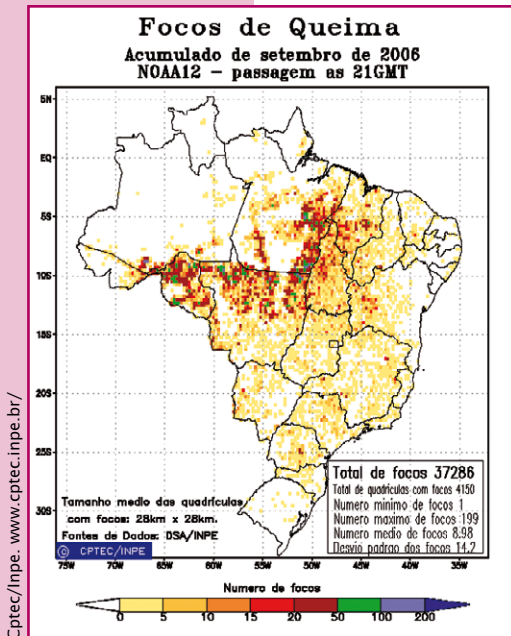 Focos de Queima
Acumulado de setembro de 2006
NOAA12 – passagem as 21GMT
5N
EQ
5S
10S
15S
20S
25S
30S
Total de focos 37286
Total de quadrículas com focos 4150
Numero minimo de focos 1
Numero maximo de focos 199
Numero medio de focos 8.98
Desvio padrao dos focos 14.2
Tamanho medio das quadrículas
com focos: 28km x 28km.
Fontes de Dados: DSA/INPE
© CPTEC/INPE
75W 70W 65W 60W 55W 50W 45W 40W 35W
Numero de focos
0 5 10 15 20 50 100 200
Cptec/Inpe. www.cptec.inpe.br/